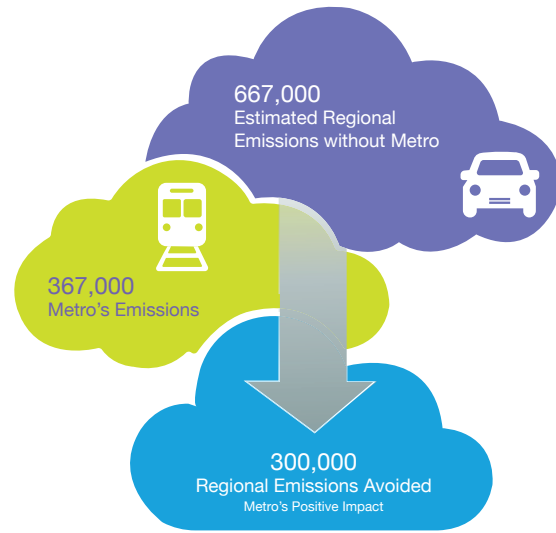 667,000
Estimated Regional
Emissions without Metro
367,000
Metro's Emissions
300,000
Regional Emissions Avoided
Metro's Positive Impact